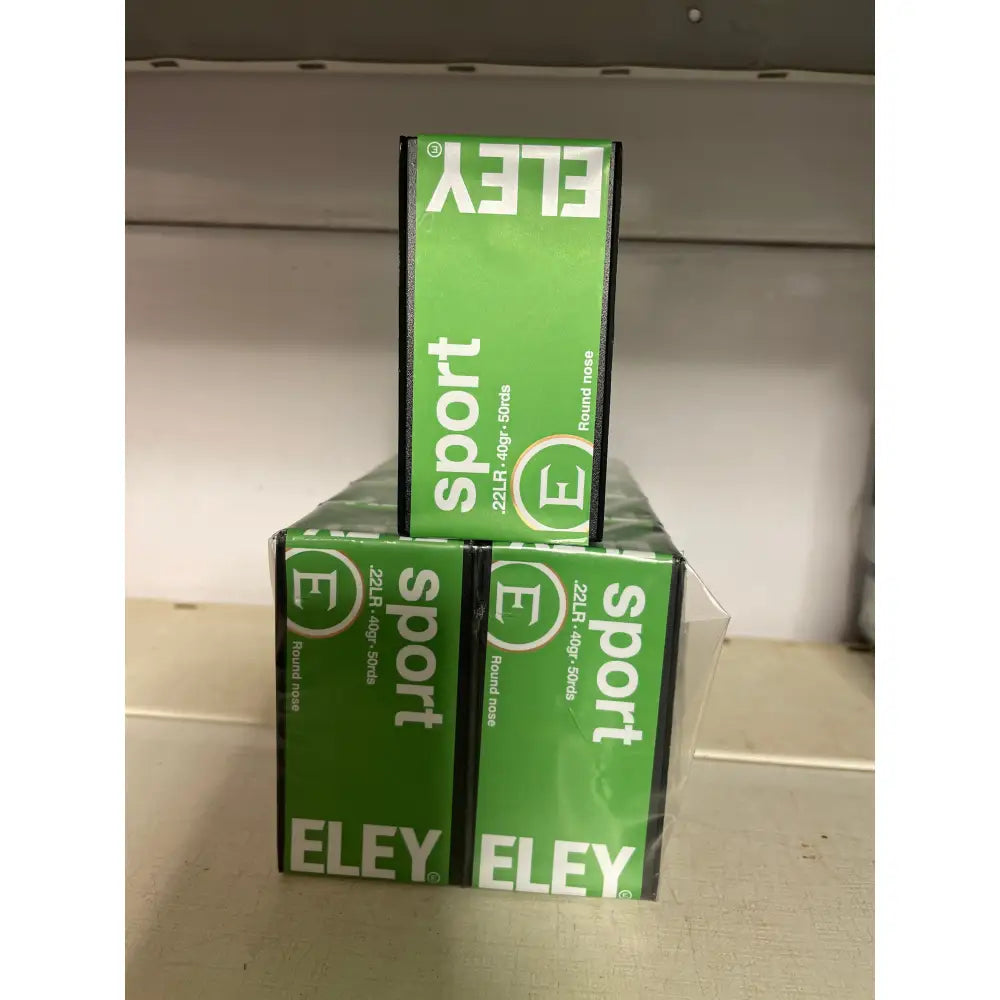 ELEY
sport
.22LR • 40gr • 50rds
E
Round nose
E
sport
.22LR • 40gr • 50rds
Round nose
ELEY
E
sport
.22LR • 40gr • 50rds
Round nose
ELEY